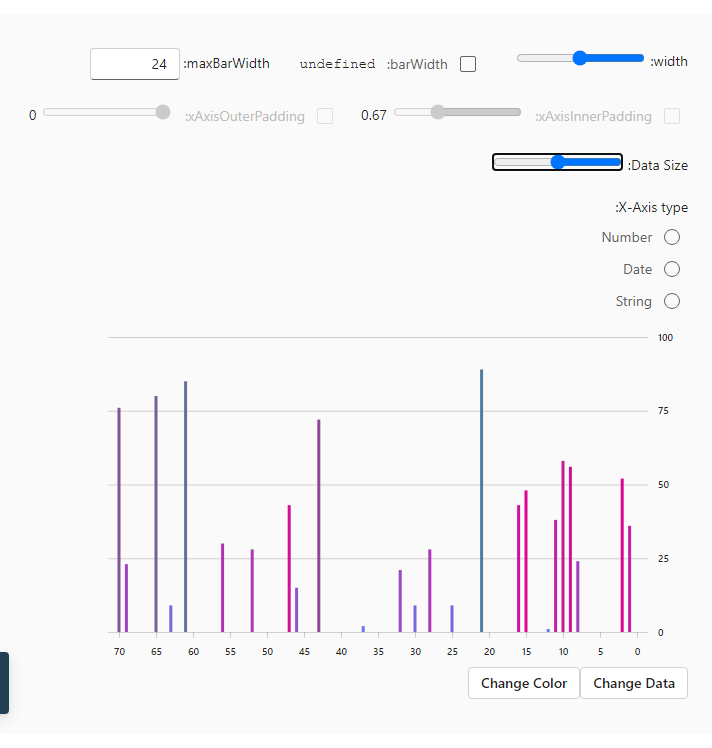 width:
barWidth: undefined
maxBarWidth: 24
xAxisInnerPadding: 0.67
xAxisOuterPadding: 0
Data Size:
X-Axis type:
Number
Date
String
100
75
50
25
0
70 65 60 55 50 45 40 35 30 25 20 15 10 5 0
Change Color Change Data